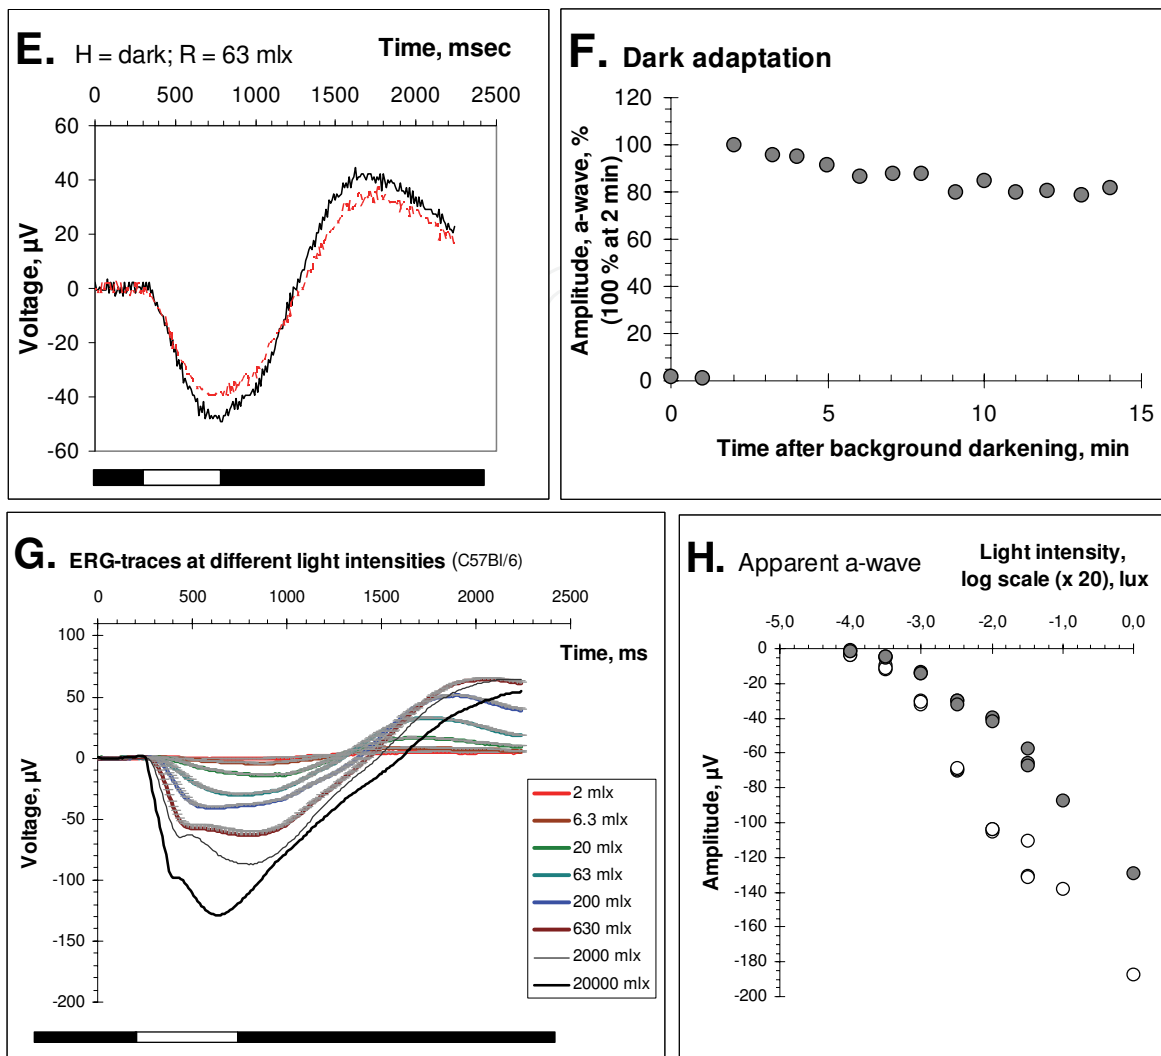 E. H = dark; R = 63 mlx
Time, msec
0 500 1000 1500 2000 2500
60
40
20
0
-20
-40
-60
Voltage, µV
F. Dark adaptation
120
100
80
60
40
20
0
Amplitude, a-wave, %
(100 % at 2 min)
0 5 10 15
Time after background darkening, min
G. ERG-traces at different light intensities (C57Bl/6)
0 500 1000 1500 2000 2500
Time, ms
100
50
0
-50
-100
-150
-200
Voltage, µV
2 mlx
6.3 mlx
20 mlx
63 mlx
200 mlx
630 mlx
2000 mlx
20000 mlx
H. Apparent a-wave
Light intensity,
log scale (x 20), lux
-5,0 -4,0 -3,0 -2,0 -1,0 0,0
0
-20
-40
-60
-80
-100
-120
-140
-160
-180
-200
Amplitude, µV